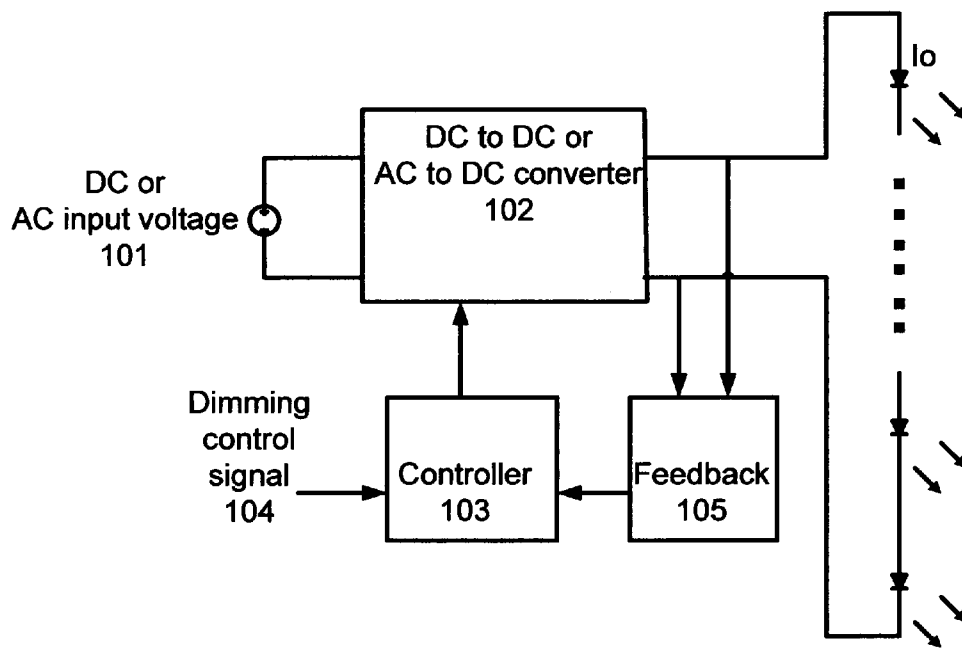 Io
DC to DC or
AC to DC converter
102
DC or
AC input voltage
101
Dimming
control
signal
104
Controller
103
Feedback
105